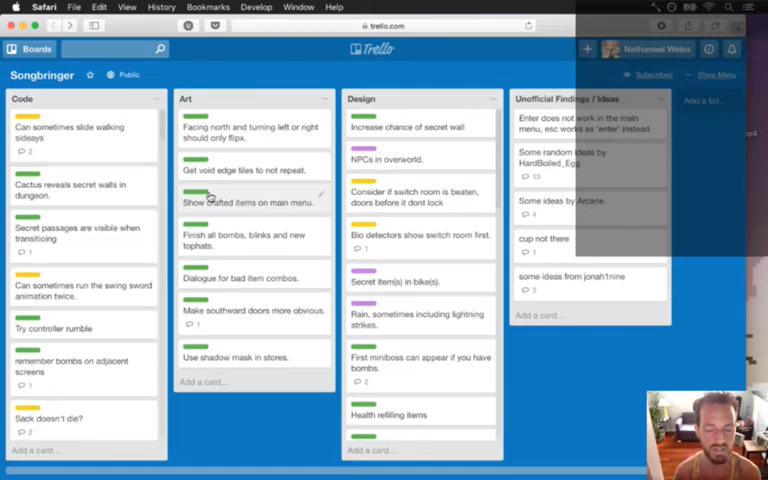 Safari File Edit View History Bookmarks Develop Window Help
trello.com
Boards
Trello
Nathanael Weiss
Songbringer
Public
Subscribed
Show Menu
Code
Can sometimes slide walking
sideays
2
Cactus reveals secret walls in
dungeon.
Secret passages are visible when
transitiong
1
Can sometimes run the swing sword
animation twice.
Try controller rumble
remember bombs on adjacent
screens
1
Sack doesn't die?
2
Add a card...
Art
Facing north and turning left or right
should only flipx.
Get void edge tiles to not repeat.
Show crafted items on main menu.
Finish all bombs, blinks and new
tophats.
Dialogue for bad item combos.
Make southward doors more obvious.
1
Use shadow mask in stores.
Add a card...
Design
Increase chance of secret wall
NPCs in overworld.
Consider if switch room is beaten,
doors before it dont lock
Bio detectors show switch room first.
1
Secret item(s) in bike(s).
Rain, sometimes including lightning
strikes.
First miniboss can appear if you have
bombs.
2
Health refilling items
Add a card...
Unofficial Findings / Ideas
Enter does not work in the main
menu, esc works as 'enter' instead
Some random ideas by
HardBoiled_Egg
13
Some ideas by Arcane.
4
cup not there
1
some ideas from jonah1nine
3
Add a card...
Add a list...